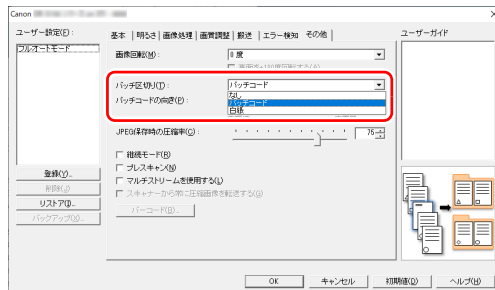 Canon
ユーザー設定(F):
フルオートモード
登録(Y)...
削除(J)
リストア(I)...
バックアップ(X)...
基本
明るさ
画像処理
画質調整
搬送
エラー検知
その他
画像回転(M):
0 度
バッチ区切り(T):
バッチコード
なし
バッチコード
白紙
バッチコードの向き(P):
JPEG保存時の圧縮率(C):
75
継続モード(R)
プレスキャン(N)
マルチストリームを使用する(L)
スキャナーから常に圧縮画像を転送する(G)
バーコード(B)...
ユーザーガイド
OK
キャンセル
初期値(D)
ヘルプ(H)